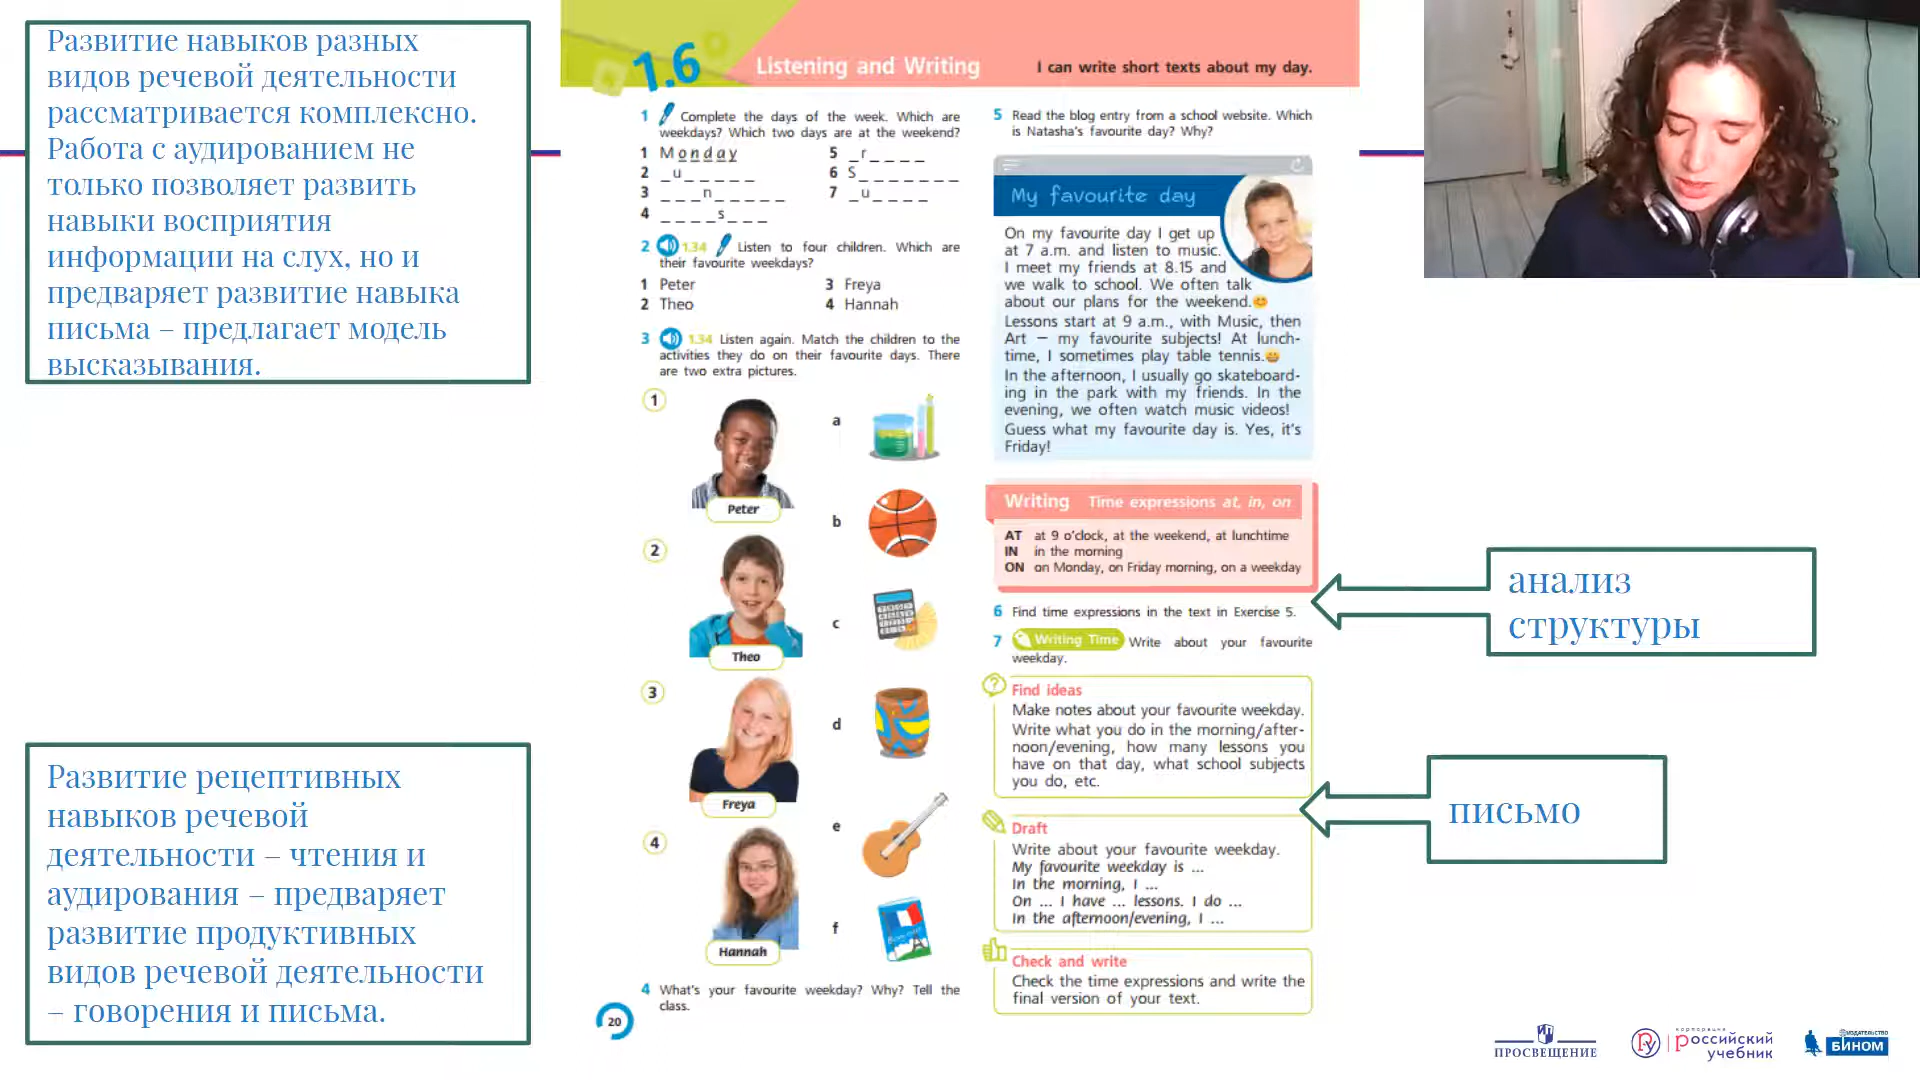 Развитие навыков разных
видов речевой деятельности
рассматривается комплексно.
Работа с аудированием не
только позволяет развить
навыки восприятия
информации на слух, но и
предваряет развитие навыка
письма – предлагает модель
высказывания.
Развитие рецептивных
навыков речевой
деятельности – чтения и
аудирования – предваряет
развитие продуктивных
видов речевой деятельности
– говорения и письма.
1.6
Listening and Writing
I can write short texts about my day.
1 Complete the days of the week. Which are
weekdays? Which two days are at the weekend?
1 Monday
2 _u_____
3 ___n_____
4 ____s___
5 _r____
6 S_______
7 _u____
2 1.34 Listen to four children. Which are
their favourite weekdays?
1 Peter
2 Theo
3 Freya
4 Hannah
3 1.34 Listen again. Match the children to the
activities they do on their favourite days. There
are two extra pictures.
1
Peter
2
Theo
3
Freya
4
Hannah
a
b
c
d
e
f
4 What's your favourite weekday? Why? Tell the
class.
20
5 Read the blog entry from a school website. Which
is Natasha's favourite day? Why?
My favourite day
On my favourite day I get up
at 7 a.m. and listen to music.
I meet my friends at 8.15 and
we walk to school. We often talk
about our plans for the weekend.
Lessons start at 9 a.m., with Music, then
Art – my favourite subjects! At lunch-
time, I sometimes play table tennis.
In the afternoon, I usually go skateboard-
ing in the park with my friends. In the
evening, we often watch music videos!
Guess what my favourite day is. Yes, it's
Friday!
Writing Time expressions at, in, on
AT at 9 o'clock, at the weekend, at lunchtime
IN in the morning
ON on Monday, on Friday morning, on a weekday
6 Find time expressions in the text in Exercise 5.
7 Writing Time Write about your favourite
weekday.
Find ideas
Make notes about your favourite weekday.
Write what you do in the morning/after-
noon/evening, how many lessons you
have on that day, what school subjects
you do, etc.
Draft
Write about your favourite weekday.
My favourite weekday is ...
In the morning, I ...
On ... I have ... lessons. I do ...
In the afternoon/evening, I ...
Check and write
Check the time expressions and write the
final version of your text.
анализ
структуры
письмо
ПРОСВЕЩЕНИЕ
корпорация
российский
учебник
ИЗДАТЕЛЬСТВО
БИНОМ